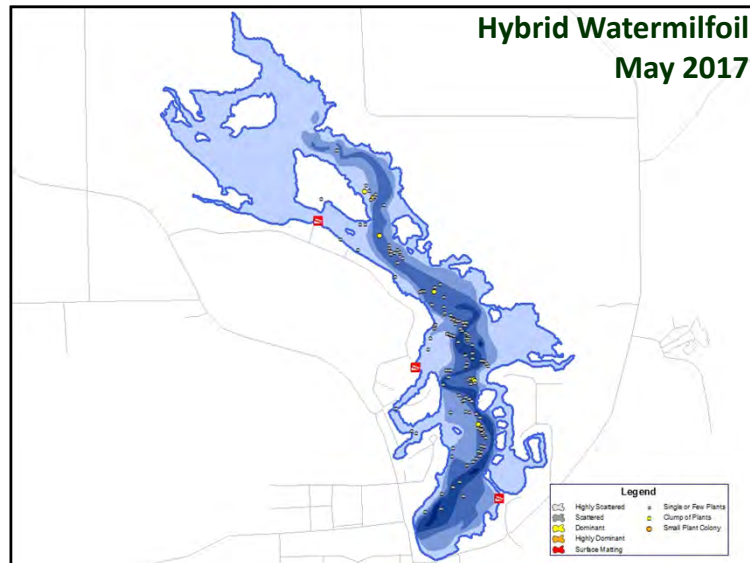 Hybrid Watermilfoil
May 2017
Legend
Highly Scattered
Scattered
Dominant
Highly Dominant
Surface Matting
Single or Few Plants
Clump of Plants
Small Plant Colony